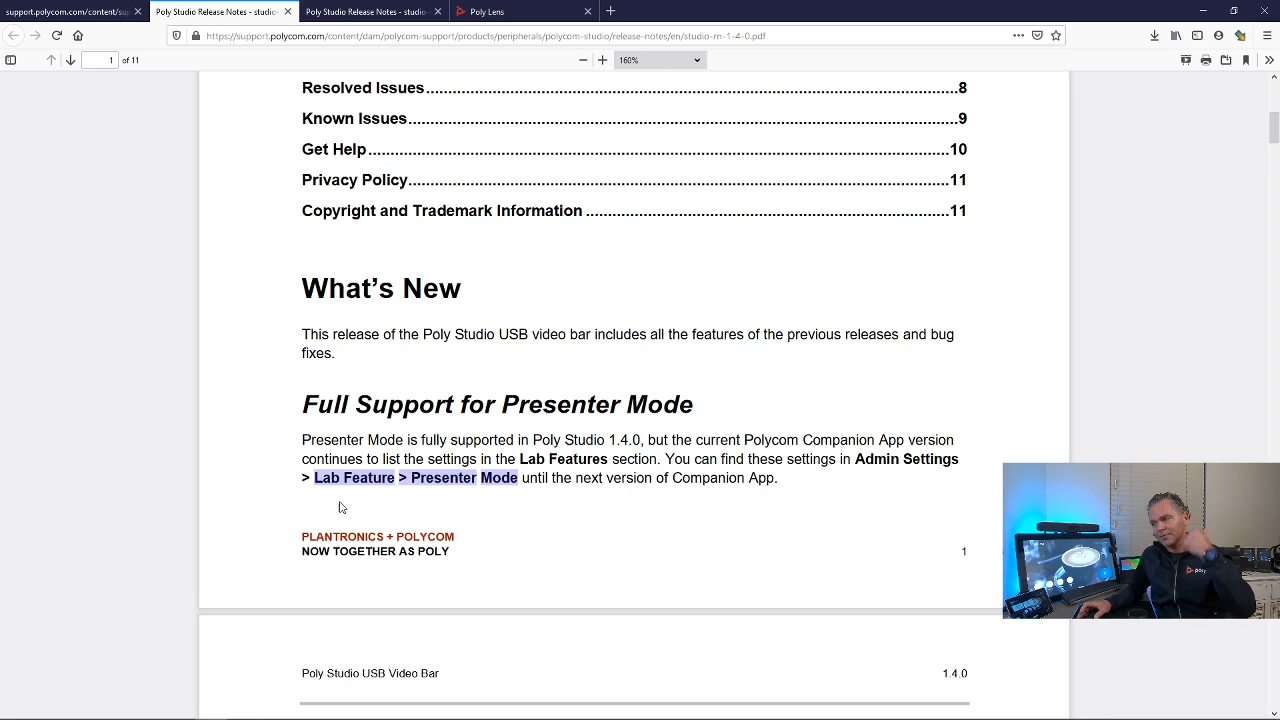 support.polycom.com/content/sup
Poly Studio Release Notes - studio-
Poly Studio Release Notes - studio-
Poly Lens
https://support.polycom.com/content/dam/polycom-support/products/peripherals/polycom-studio/release-notes/en/studio-rn-1-4-0.pdf
1 of 11
160%
Resolved Issues....................8
Known Issues....................9
Get Help....................10
Privacy Policy....................11
Copyright and Trademark Information....................11
What's New
This release of the Poly Studio USB video bar includes all the features of the previous releases and bug
fixes.
Full Support for Presenter Mode
Presenter Mode is fully supported in Poly Studio 1.4.0, but the current Polycom Companion App version
continues to list the settings in the Lab Features section. You can find these settings in Admin Settings
> Lab Feature > Presenter Mode until the next version of Companion App.
PLANTRONICS + POLYCOM
NOW TOGETHER AS POLY
1
poly
Poly Studio USB Video Bar
1.4.0